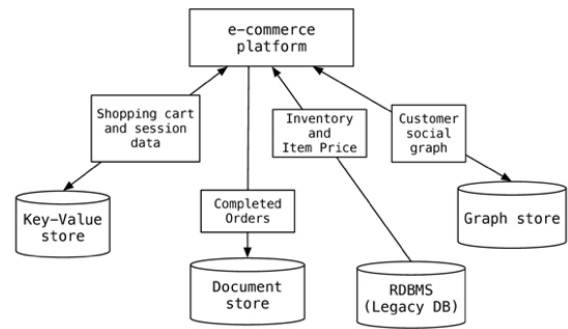 e-commerce
platform
Shopping cart
and session
data
Inventory
and
Item Price
Customer
social
graph
Completed
Orders
Key-Value
store
Graph store
Document
store
RDBMS
(Legacy DB)